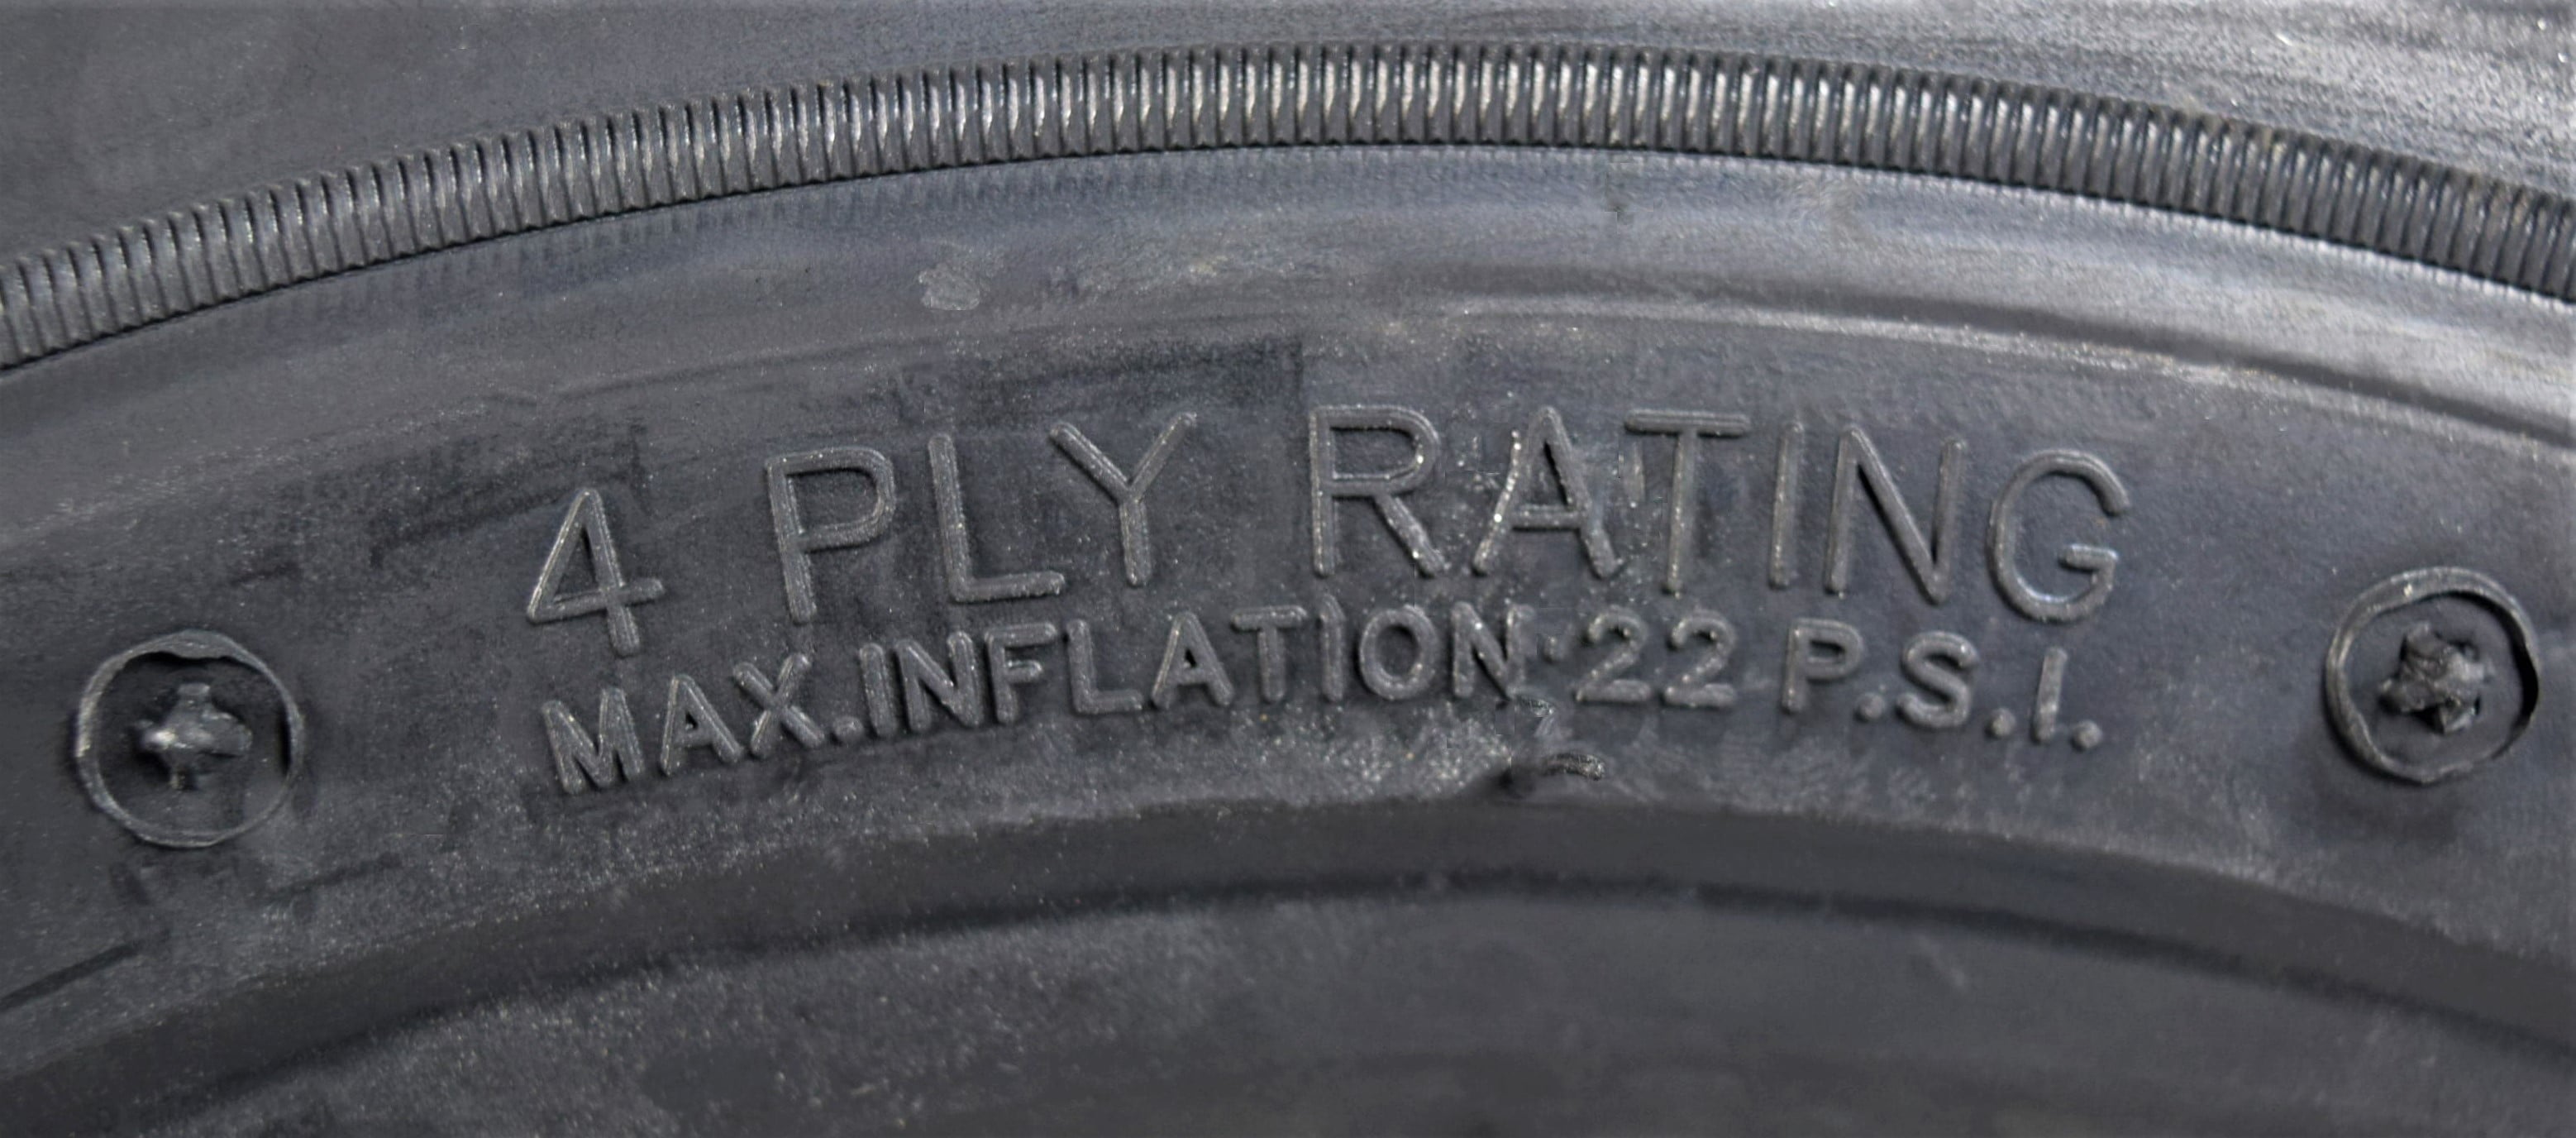 4 PLY RATING
MAX.INFLATION·22 P.S.I.